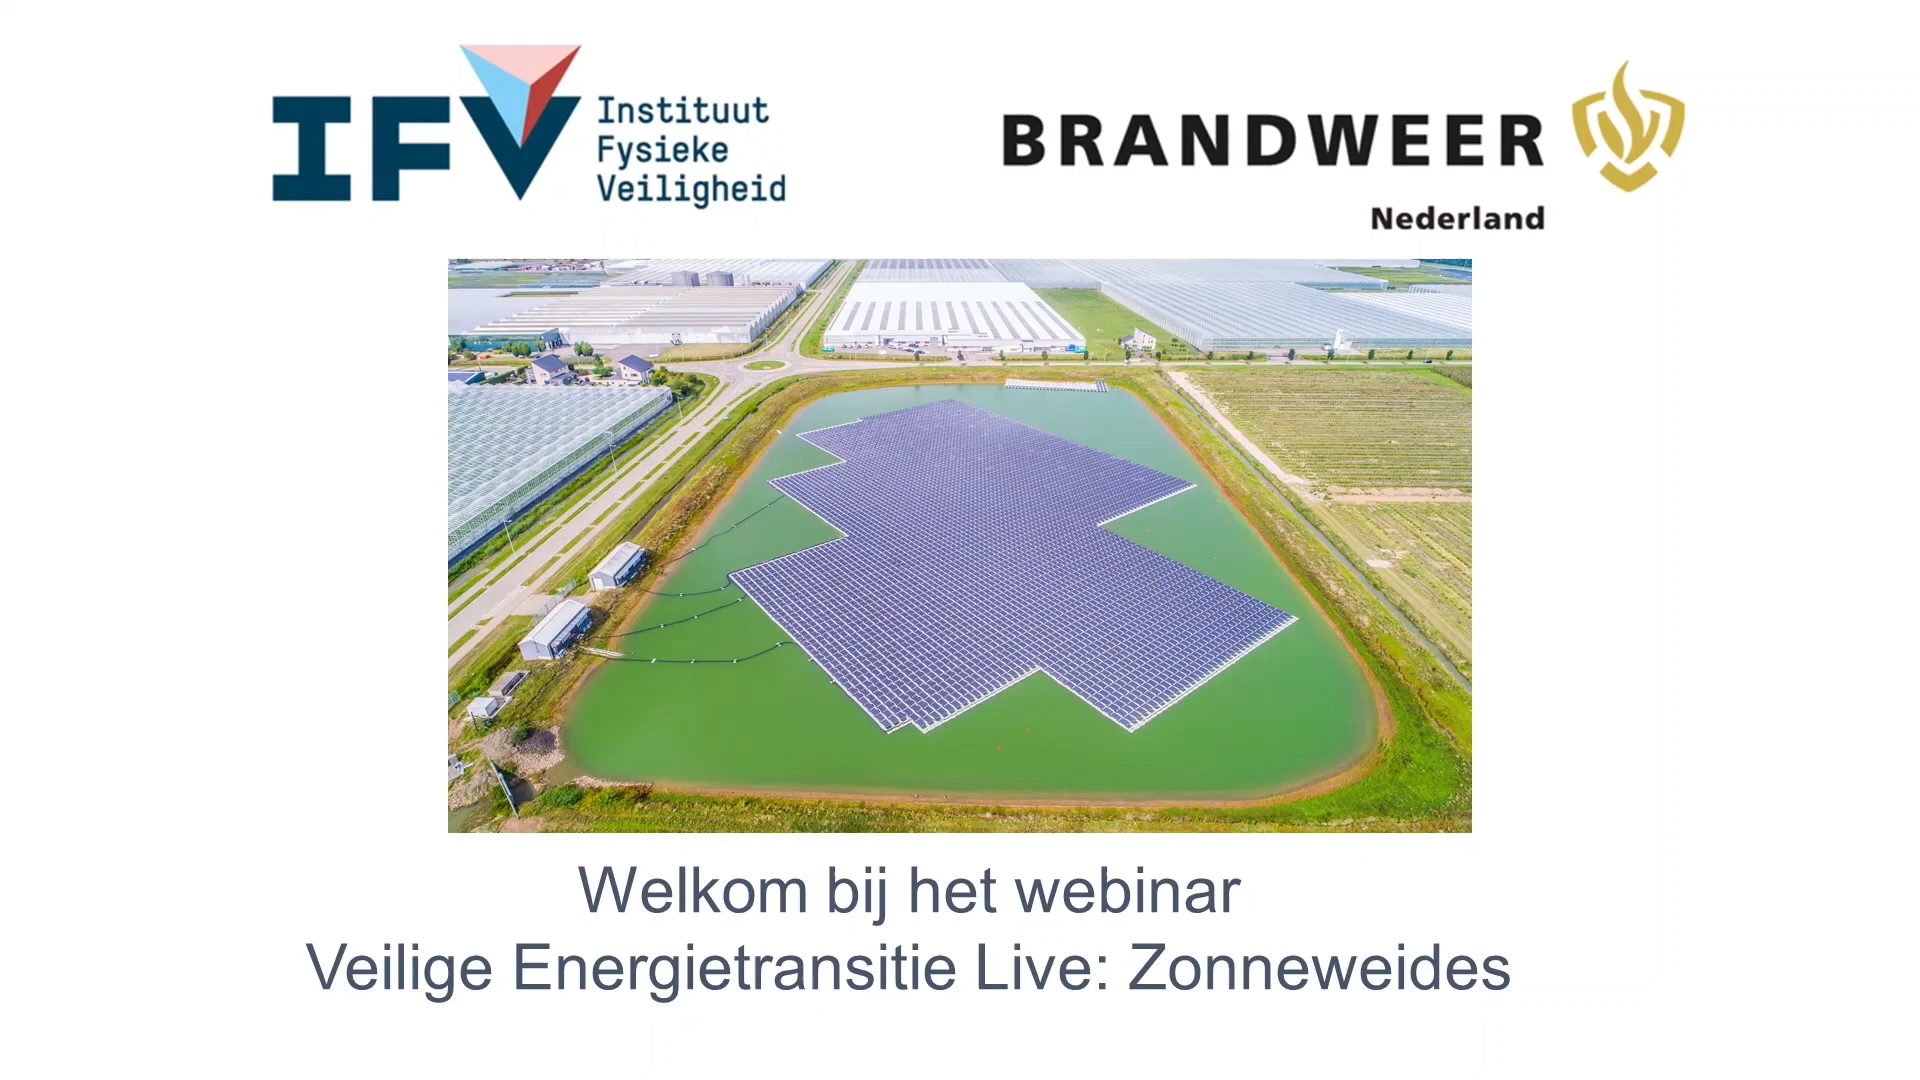 IFV
Instituut
Fysieke
Veiligheid
BRANDWEER
Nederland
Welkom bij het webinar
Veilige Energietransitie Live: Zonneweides